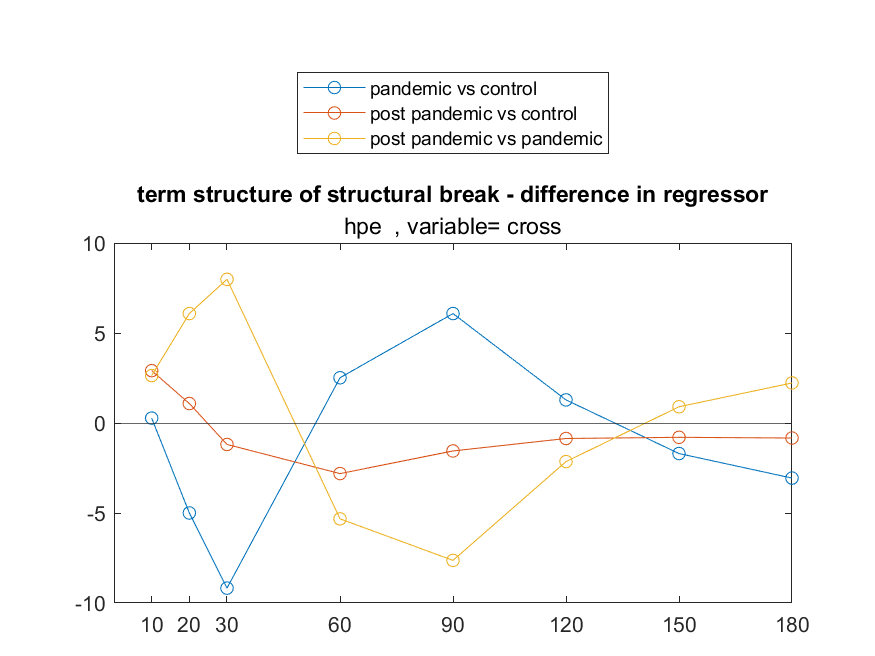 pandemic vs control
post pandemic vs control
post pandemic vs pandemic
term structure of structural break - difference in regressor
hpe , variable= cross
10
5
0
-5
-10
10 20 30 60 90 120 150 180